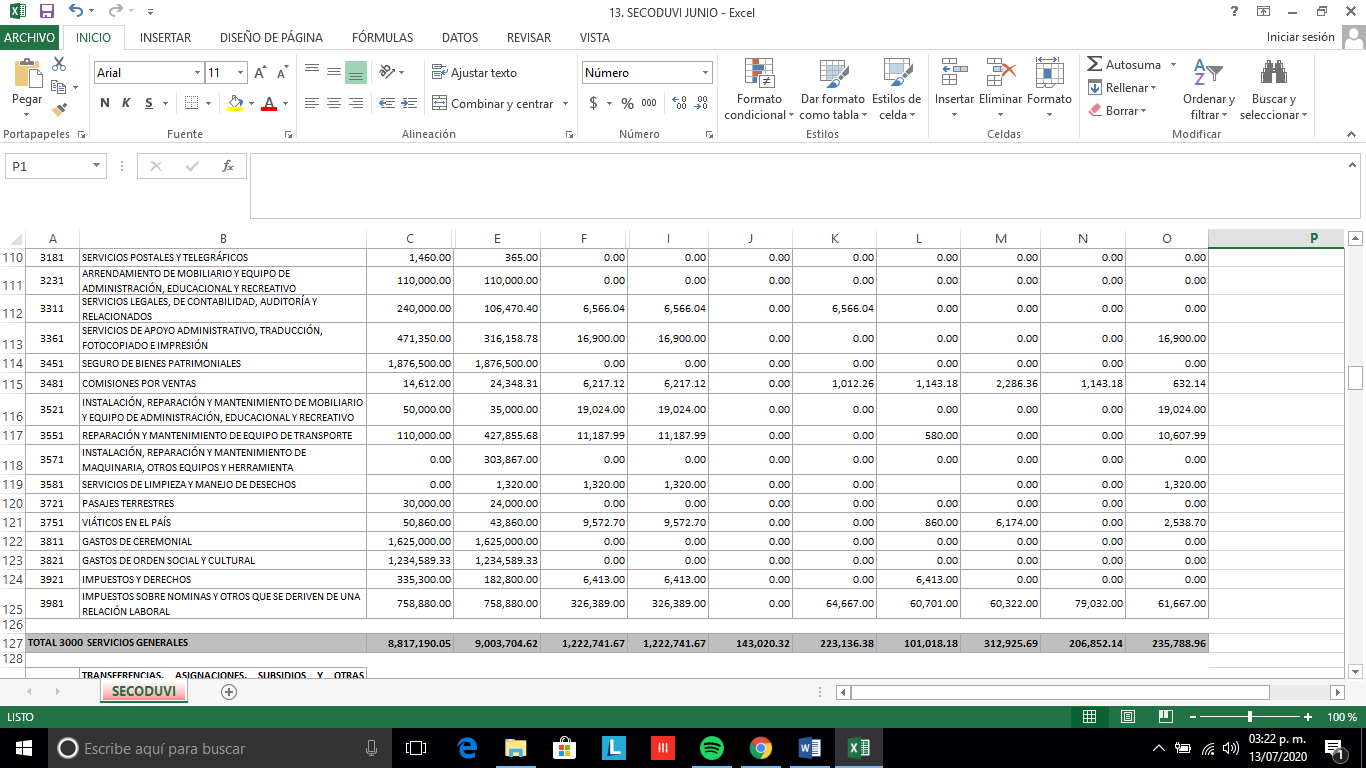 13. SECODUVI JUNIO - Excel
ARCHIVO INICIO INSERTAR DISEÑO DE PÁGINA FÓRMULAS DATOS REVISAR VISTA Iniciar sesión
Pegar
Portapapeles
Arial 11
N K S
Fuente
Ajustar texto
Combinar y centrar
Alineación
Número
$ % 000
Número
Formato condicional
Dar formato como tabla
Estilos de celda
Estilos
Insertar Eliminar Formato
Celdas
Autosuma
Rellenar
Borrar
Ordenar y filtrar
Buscar y seleccionar
Modificar
P1
fx
A B C E F I J K L M N O P
110 3181 SERVICIOS POSTALES Y TELEGRÁFICOS 1,460.00 365.00 0.00 0.00 0.00 0.00 0.00 0.00 0.00 0.00
111 3231 ARRENDAMIENTO DE MOBILIARIO Y EQUIPO DE
ADMINISTRACIÓN, EDUCACIONAL Y RECREATIVO 110,000.00 110,000.00 0.00 0.00 0.00 0.00 0.00 0.00 0.00 0.00
112 3311 SERVICIOS LEGALES, DE CONTABILIDAD, AUDITORÍA Y
RELACIONADOS 240,000.00 106,470.40 6,566.04 6,566.04 0.00 6,566.04 0.00 0.00 0.00 0.00
113 3361 SERVICIOS DE APOYO ADMINISTRATIVO, TRADUCCIÓN,
FOTOCOPIADO E IMPRESIÓN 471,350.00 316,158.78 16,900.00 16,900.00 0.00 0.00 0.00 0.00 0.00 16,900.00
114 3451 SEGURO DE BIENES PATRIMONIALES 1,876,500.00 1,876,500.00 0.00 0.00 0.00 0.00 0.00 0.00 0.00 0.00
115 3481 COMISIONES POR VENTAS 14,612.00 24,348.31 6,217.12 6,217.12 0.00 1,012.26 1,143.18 2,286.36 1,143.18 632.14
116 3521 INSTALACIÓN, REPARACIÓN Y MANTENIMIENTO DE MOBILIARIO
Y EQUIPO DE ADMINISTRACIÓN, EDUCACIONAL Y RECREATIVO 50,000.00 35,000.00 19,024.00 19,024.00 0.00 0.00 0.00 0.00 0.00 19,024.00
117 3551 REPARACIÓN Y MANTENIMIENTO DE EQUIPO DE TRANSPORTE 110,000.00 427,855.68 11,187.99 11,187.99 0.00 0.00 580.00 0.00 0.00 10,607.99
118 3571 INSTALACIÓN, REPARACIÓN Y MANTENIMIENTO DE
MAQUINARIA, OTROS EQUIPOS Y HERRAMIENTA 0.00 303,867.00 0.00 0.00 0.00 0.00 0.00 0.00 0.00 0.00
119 3581 SERVICIOS DE LIMPIEZA Y MANEJO DE DESECHOS 0.00 1,320.00 1,320.00 1,320.00 0.00 0.00 0.00 0.00 1,320.00
120 3721 PASAJES TERRESTRES 30,000.00 24,000.00 0.00 0.00 0.00 0.00 0.00 0.00 0.00 0.00
121 3751 VIÁTICOS EN EL PAÍS 50,860.00 43,860.00 9,572.70 9,572.70 0.00 0.00 860.00 6,174.00 0.00 2,538.70
122 3811 GASTOS DE CEREMONIAL 1,625,000.00 1,625,000.00 0.00 0.00 0.00 0.00 0.00 0.00 0.00 0.00
123 3821 GASTOS DE ORDEN SOCIAL Y CULTURAL 1,234,589.33 1,234,589.33 0.00 0.00 0.00 0.00 0.00 0.00 0.00 0.00
124 3921 IMPUESTOS Y DERECHOS 335,300.00 182,800.00 6,413.00 6,413.00 0.00 0.00 6,413.00 0.00 0.00 0.00
125 3981 IMPUESTOS SOBRE NOMINAS Y OTROS QUE SE DERIVEN DE UNA
RELACIÓN LABORAL 758,880.00 758,880.00 326,389.00 326,389.00 0.00 64,667.00 60,701.00 60,322.00 79,032.00 61,667.00
126
127 TOTAL 3000 SERVICIOS GENERALES 8,817,190.05 9,003,704.62 1,222,741.67 1,222,741.67 143,020.32 223,136.38 101,018.18 312,925.69 206,852.14 235,788.96
128
TRANSFERENCIAS, ASIGNACIONES, SUBSIDIOS Y OTRAS
SECODUVI
LISTO 100 %
Escribe aquí para buscar
03:22 p. m.
13/07/2020
1